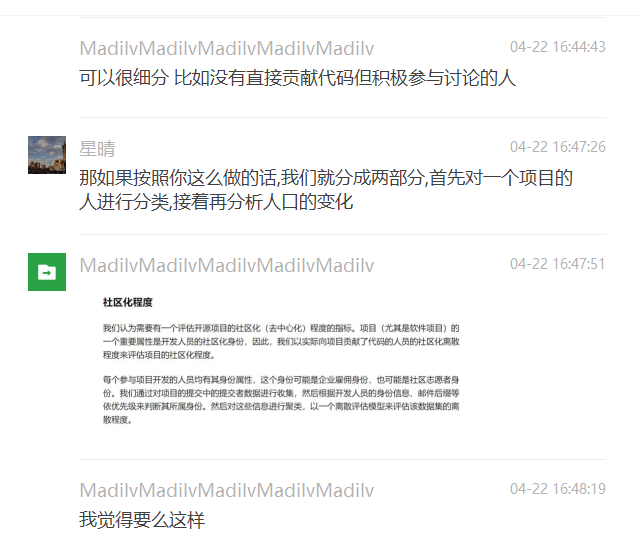 MadilvMadilvMadilvMadilvMadilv 04-22 16:44:43
可以很细分 比如没有直接贡献代码但积极参与讨论的人
星晴 04-22 16:47:26
那如果按照你这么做的话,我们就分成两部分,首先对一个项目的
人进行分类,接着再分析人口的变化
MadilvMadilvMadilvMadilvMadilv 04-22 16:47:51
社区化程度
我们认为需要有一个评估开源项目的社区化（去中心化）程度的指标。项目（尤其是软件项目）的
一个重要属性是开发人员的社区化身份，因此，我们以实际向项目贡献了代码的人员的社区化离散
程度来评估项目的社区化程度。
每个参与项目开发的人员均有其身份属性，这个身份可能是企业雇佣身份，也可能是社区志愿者身
份。我们通过对项目的提交中的提交者数据进行收集，然后根据开发人员的身份信息、邮件后缀等
依优先级来判断其所属身份。然后对这些信息进行聚类，以一个离散评估模型来评估该数据集的离
散程度。
MadilvMadilvMadilvMadilvMadilv 04-22 16:48:19
我觉得要么这样